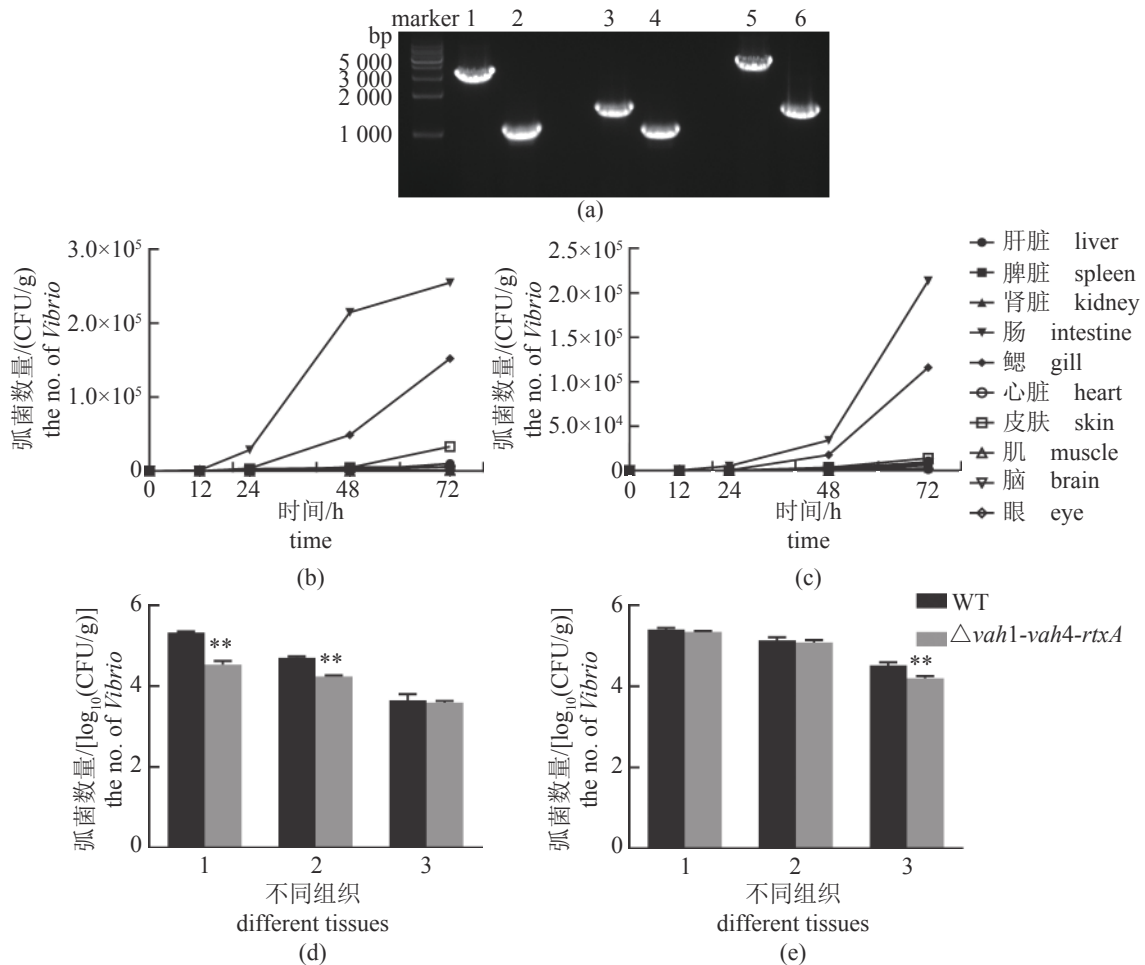 marker 1 2 3 4 5 6
bp
5 000
3 000
2 000
1 000
(a)
弧菌数量/(CFU/g)
the no. of Vibrio
3.0×10⁵
2.0×10⁵
1.0×10⁵
0
0 12 24 48 72
时间/h
time
(b)
弧菌数量/(CFU/g)
the no. of Vibrio
2.5×10⁵
2.0×10⁵
1.5×10⁵
1.0×10⁵
5.0×10⁴
0
0 12 24 48 72
时间/h
time
(c)
肝脏 liver
脾脏 spleen
肾脏 kidney
肠 intestine
鳃 gill
心脏 heart
皮肤 skin
肌 muscle
脑 brain
眼 eye
弧菌数量/[log₁₀(CFU/g)]
the no. of Vibrio
6
4
2
0
** **
1 2 3
不同组织
different tissues
(d)
弧菌数量/[log₁₀(CFU/g)]
the no. of Vibrio
6
4
2
0
**
1 2 3
不同组织
different tissues
(e)
WT
△vah1-vah4-rtxA